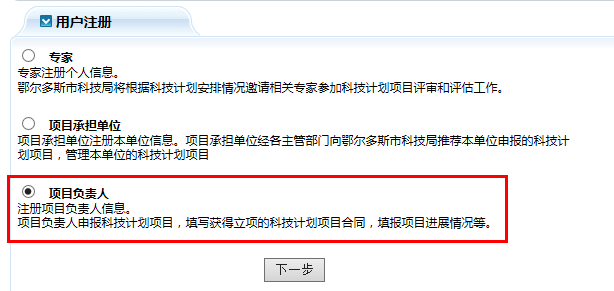 用户注册
专家
专家注册个人信息。
鄂尔多斯市科技局将根据科技计划安排情况邀请相关专家参加科技计划项目评审和评估工作。
项目承担单位
项目承担单位注册本单位信息。项目承担单位经各主管部门向鄂尔多斯市科技局推荐本单位申报的科技计
划项目，管理本单位的科技计划项目
项目负责人
注册项目负责人信息。
项目负责人申报科技计划项目，填写获得立项的科技计划项目合同，填报项目进展情况等。
下一步